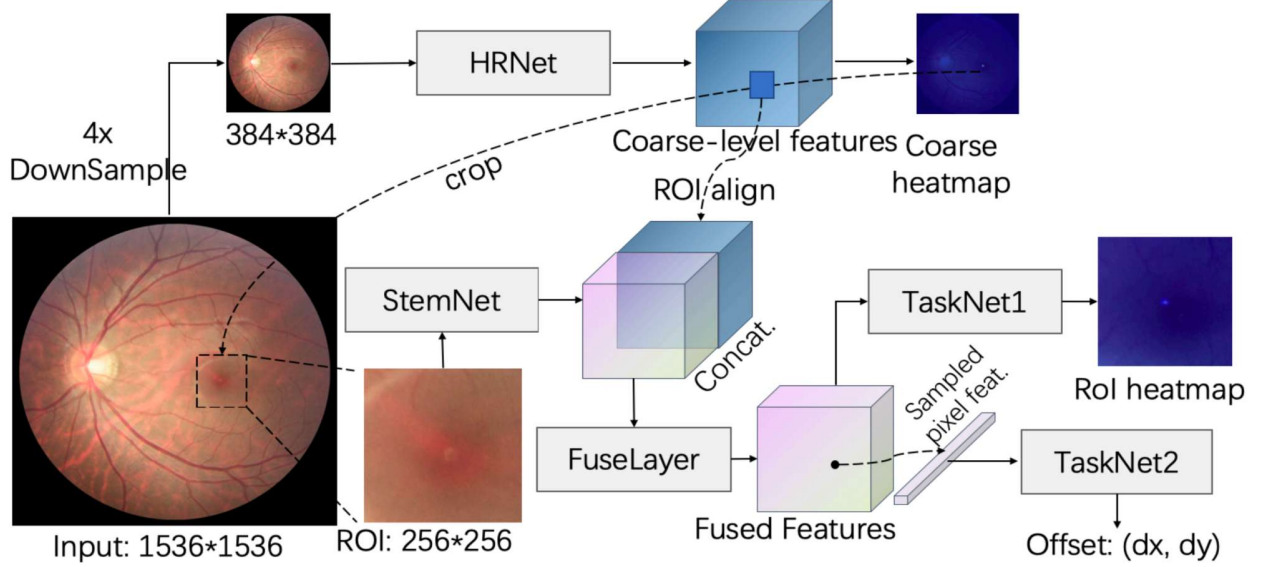 HRNet
384*384
4x
DownSample
Coarse-level features
Coarse
heatmap
crop
ROI align
StemNet
Concat.
TaskNet1
RoI heatmap
Sampled
pixel feat.
FuseLayer
TaskNet2
Fused Features
Input: 1536*1536
ROI: 256*256
Offset: (dx, dy)